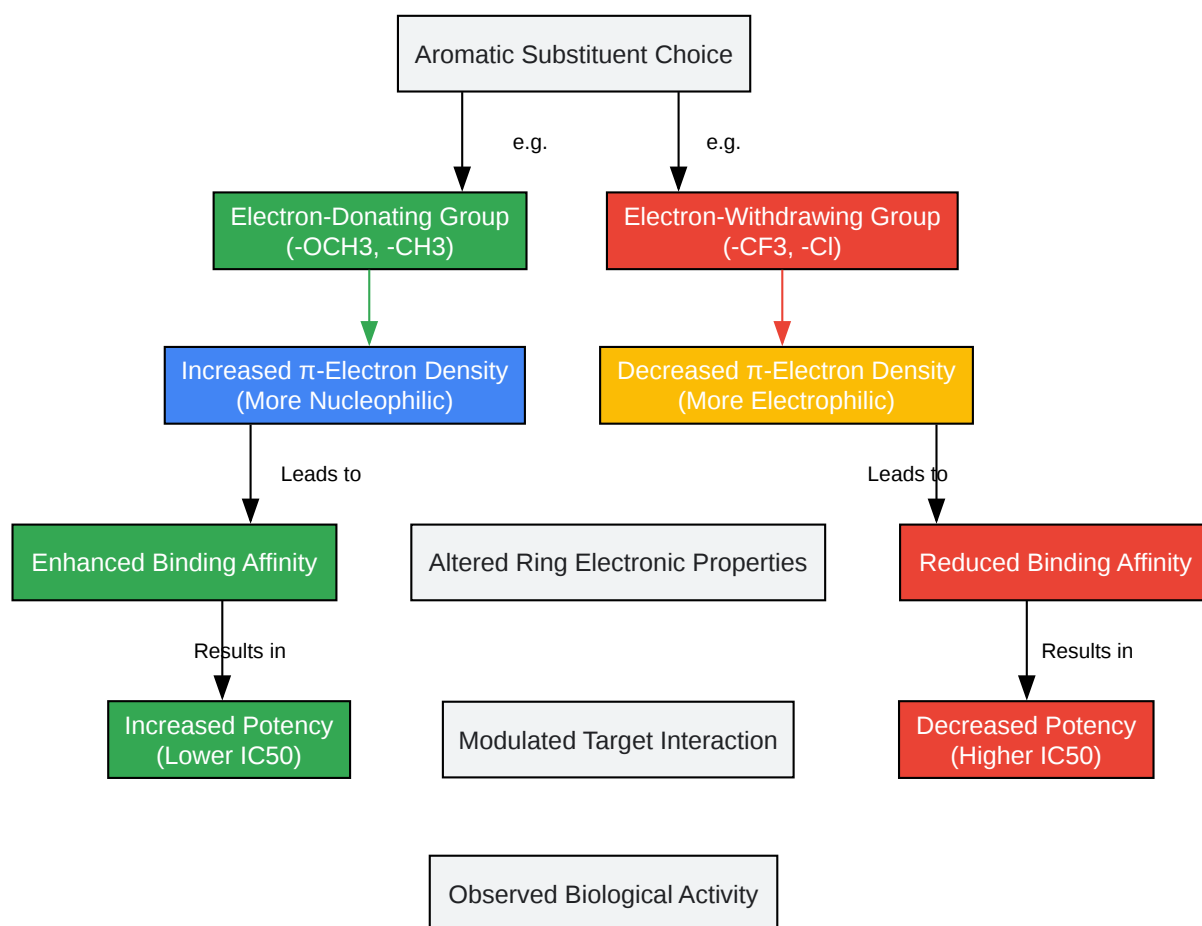 Aromatic Substituent Choice
e.g.
e.g.
Electron-Donating Group
(-OCH3, -CH3)
Electron-Withdrawing Group
(-CF3, -Cl)
Increased π-Electron Density
(More Nucleophilic)
Decreased π-Electron Density
(More Electrophilic)
Leads to
Leads to
Enhanced Binding Affinity
Altered Ring Electronic Properties
Reduced Binding Affinity
Results in
Results in
Increased Potency
(Lower IC50)
Modulated Target Interaction
Decreased Potency
(Higher IC50)
Observed Biological Activity